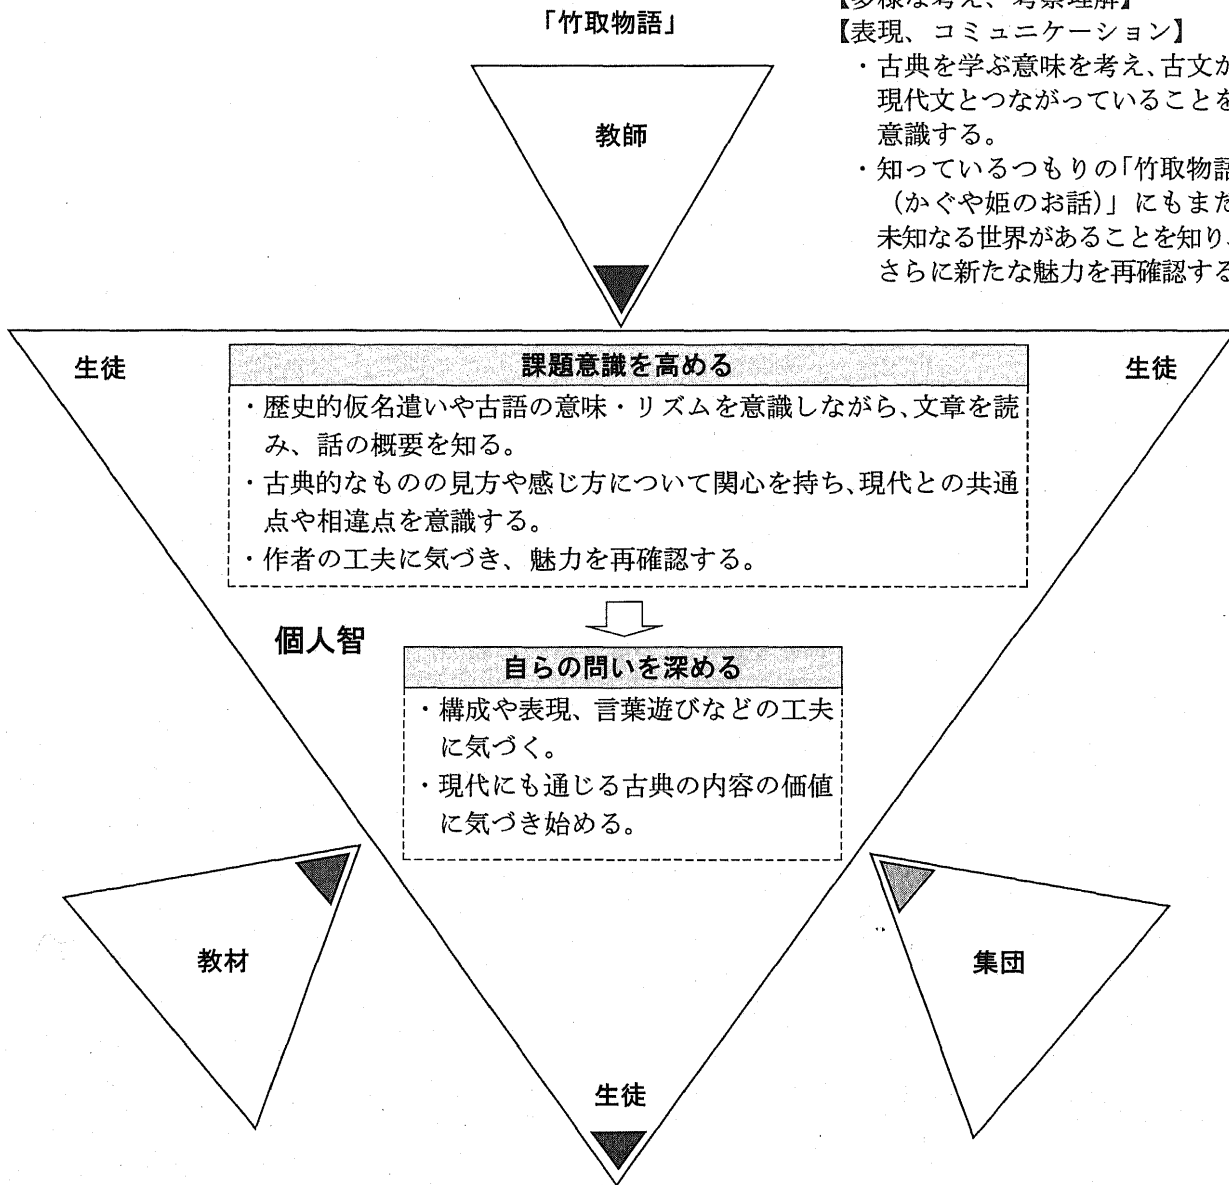 「竹取物語」
【多様な考え、考察理解】
【表現、コミュニケーション】
・古典を学ぶ意味を考え、古文が
現代文とつながっていることを
意識する。
・知っているつもりの「竹取物語
(かぐや姫のお話)」にもまだ
未知なる世界があることを知り、
さらに新たな魅力を再確認する
教師
生徒
生徒
課題意識を高める
・歴史的仮名遣いや古語の意味・リズムを意識しながら、文章を読
み、話の概要を知る。
・古典的なものの見方や感じ方について関心を持ち、現代との共通
点や相違点を意識する。
・作者の工夫に気づき、魅力を再確認する。
個人智
自らの問いを深める
・構成や表現、言葉遊びなどの工夫
に気づく。
・現代にも通じる古典の内容の価値
に気づき始める。
教材
集団
生徒